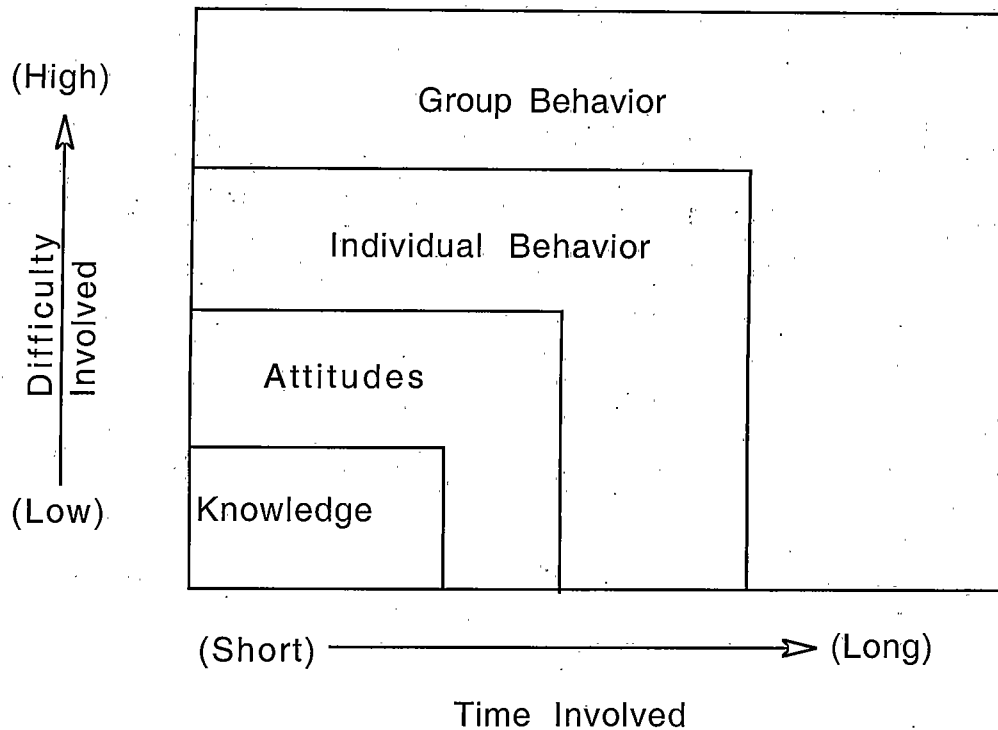 (High)
Group Behavior
Individual Behavior
Difficulty
Involved
Attitudes
(Low)
Knowledge
(Short)
(Long)
Time Involved